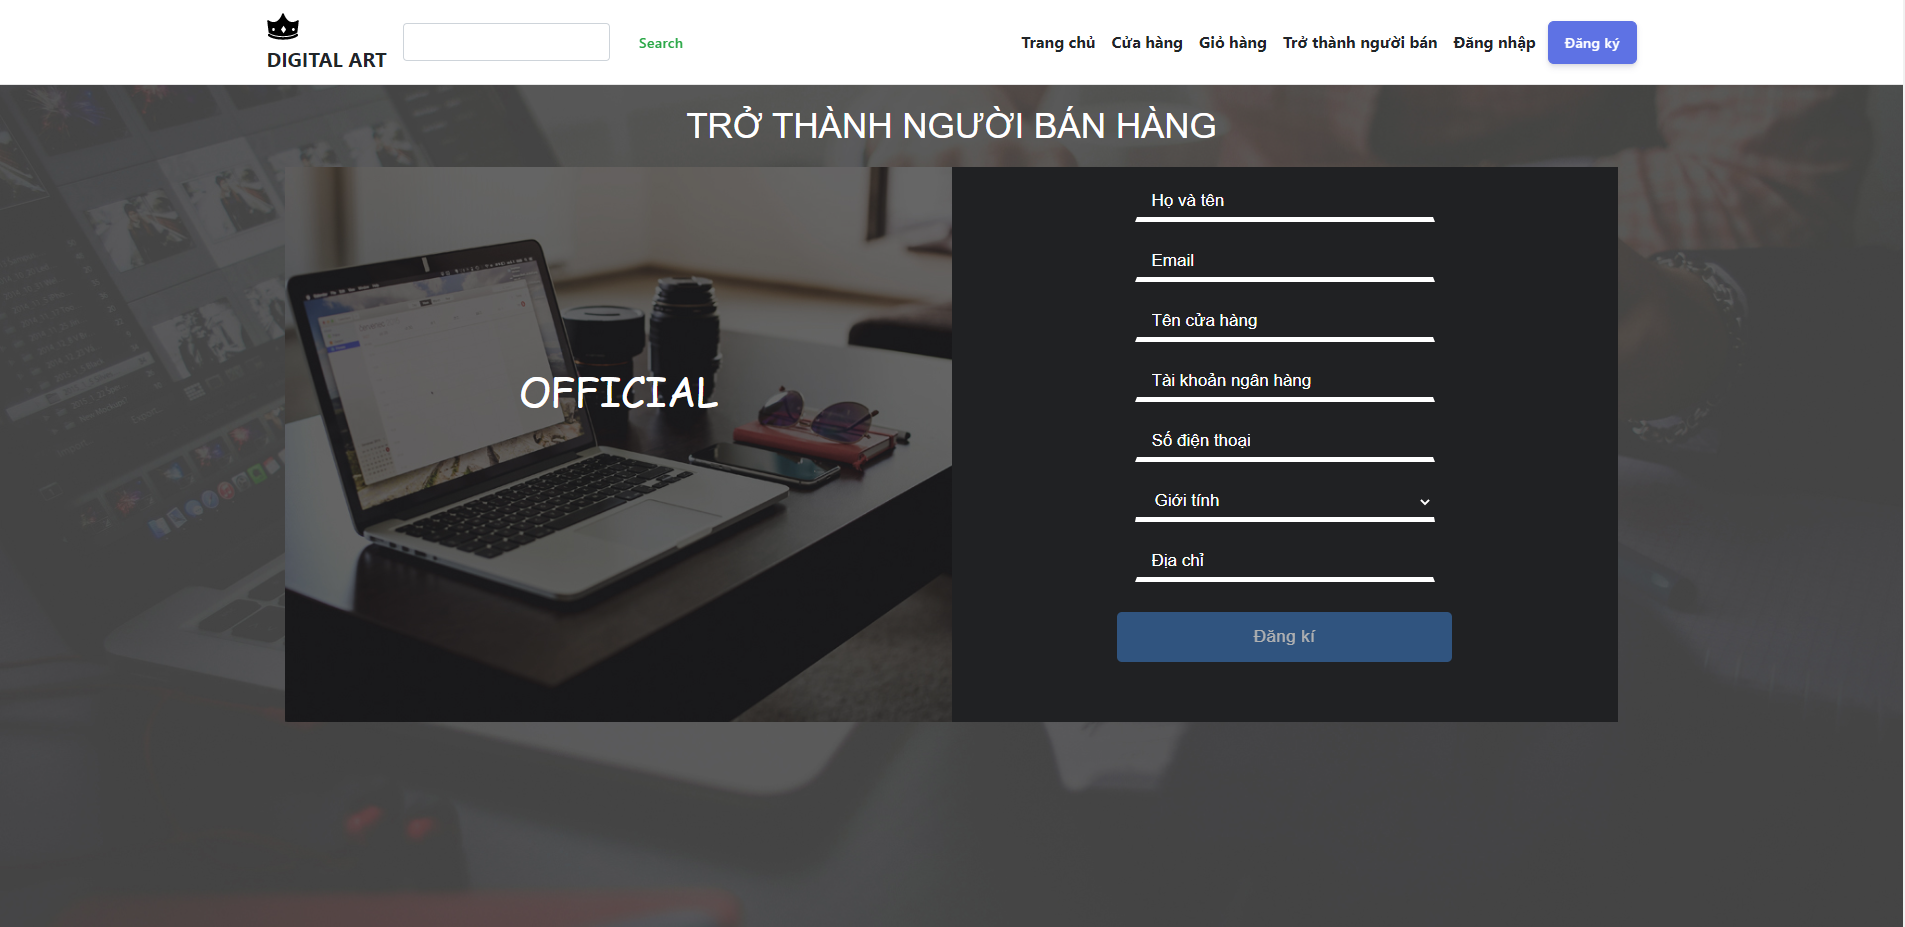 DIGITAL ART
Search
Trang chủ
Cửa hàng
Giỏ hàng
Trở thành người bán
Đăng nhập
Đăng ký
TRỞ THÀNH NGƯỜI BÁN HÀNG
OFFICIAL
Họ và tên
Email
Tên cửa hàng
Tài khoản ngân hàng
Số điện thoại
Giới tính
Địa chỉ
Đăng kí